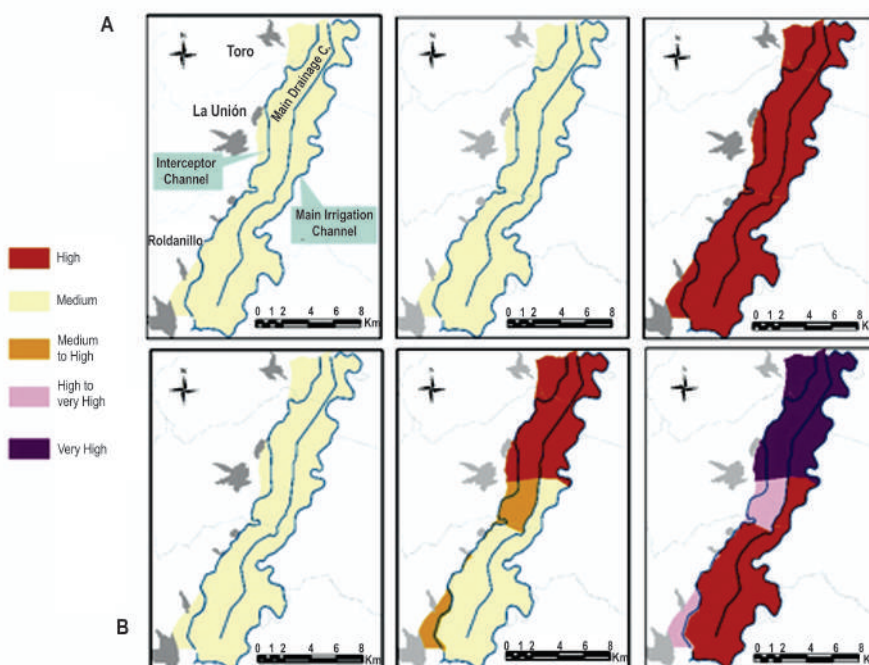 A
N
Toro
Main Drainage C.
La Unión
Interceptor
Channel
Main Irrigation
Channel
Roldanillo
0 1 2 4 6 8
Km
0 1 2 4 6 8
Km
0 1 2 4 6 8
High
Medium
Medium
to High
High to
very High
Very High
B
0 1 2 4 6 8
Km
0 1 2 4 6 8
Km
0 1 2 4 6 8
Km